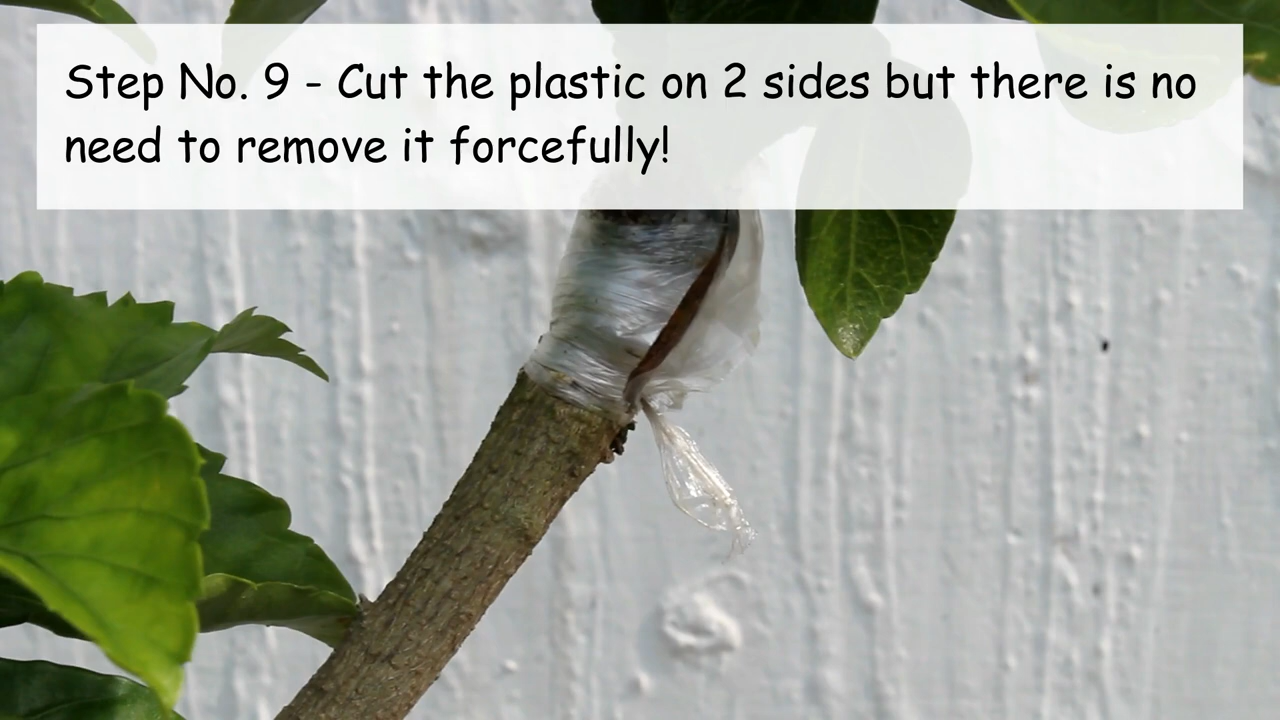 Step No. 9 - Cut the plastic on 2 sides but there is no
need to remove it forcefully!